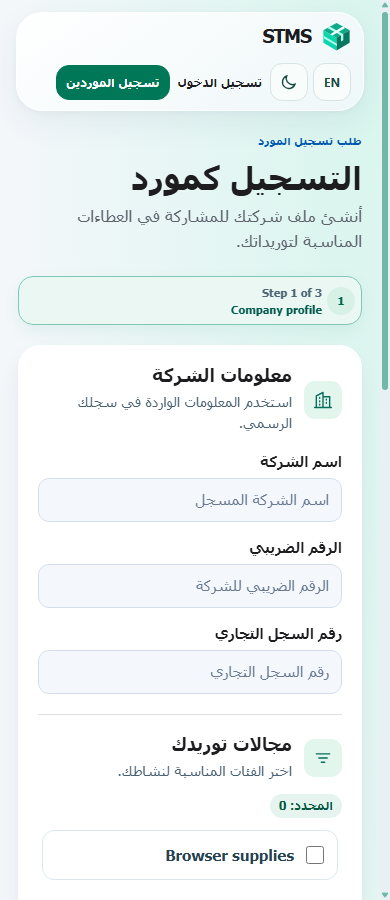 STMS
EN
تسجيل الدخول
تسجيل الموردين
طلب تسجيل المورد
التسجيل كمورد
أنشئ ملف شركتك للمشاركة في العطاءات
المناسبة لتوريداتك.
1
Step 1 of 3
Company profile
معلومات الشركة
استخدم المعلومات الواردة في سجلك
الرسمي.
اسم الشركة
اسم الشركة المسجل
الرقم الضريبي
الرقم الضريبي للشركة
رقم السجل التجاري
رقم السجل التجاري
مجالات توريدك
اختر الفئات المناسبة لنشاطك.
المحدد: 0
Browser supplies